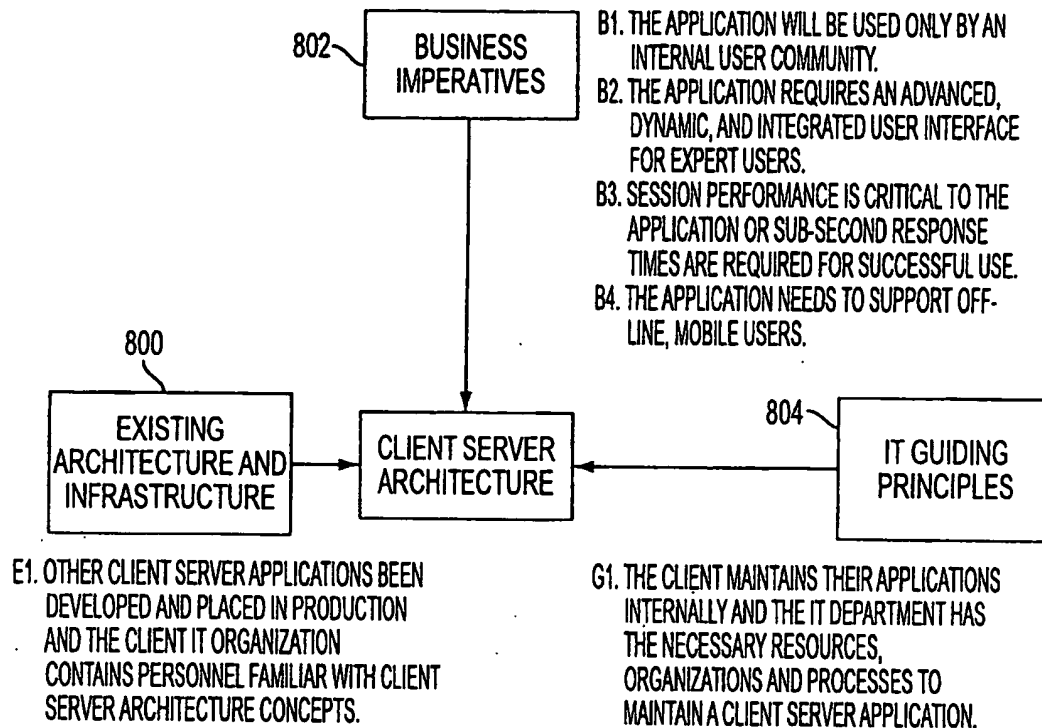 802
BUSINESS
IMPERATIVES
B1. THE APPLICATION WILL BE USED ONLY BY AN
INTERNAL USER COMMUNITY.
B2. THE APPLICATION REQUIRES AN ADVANCED,
DYNAMIC, AND INTEGRATED USER INTERFACE
FOR EXPERT USERS.
B3. SESSION PERFORMANCE IS CRITICAL TO THE
APPLICATION OR SUB-SECOND RESPONSE
TIMES ARE REQUIRED FOR SUCCESSFUL USE.
B4. THE APPLICATION NEEDS TO SUPPORT OFF-
LINE, MOBILE USERS.
800
EXISTING
ARCHITECTURE AND
INFRASTRUCTURE
CLIENT SERVER
ARCHITECTURE
804
IT GUIDING
PRINCIPLES
E1. OTHER CLIENT SERVER APPLICATIONS BEEN
DEVELOPED AND PLACED IN PRODUCTION
AND THE CLIENT IT ORGANIZATION
CONTAINS PERSONNEL FAMILIAR WITH CLIENT
SERVER ARCHITECTURE CONCEPTS.
G1. THE CLIENT MAINTAINS THEIR APPLICATIONS
INTERNALLY AND THE IT DEPARTMENT HAS
THE NECESSARY RESOURCES,
ORGANIZATIONS AND PROCESSES TO
MAINTAIN A CLIENT SERVER APPLICATION.